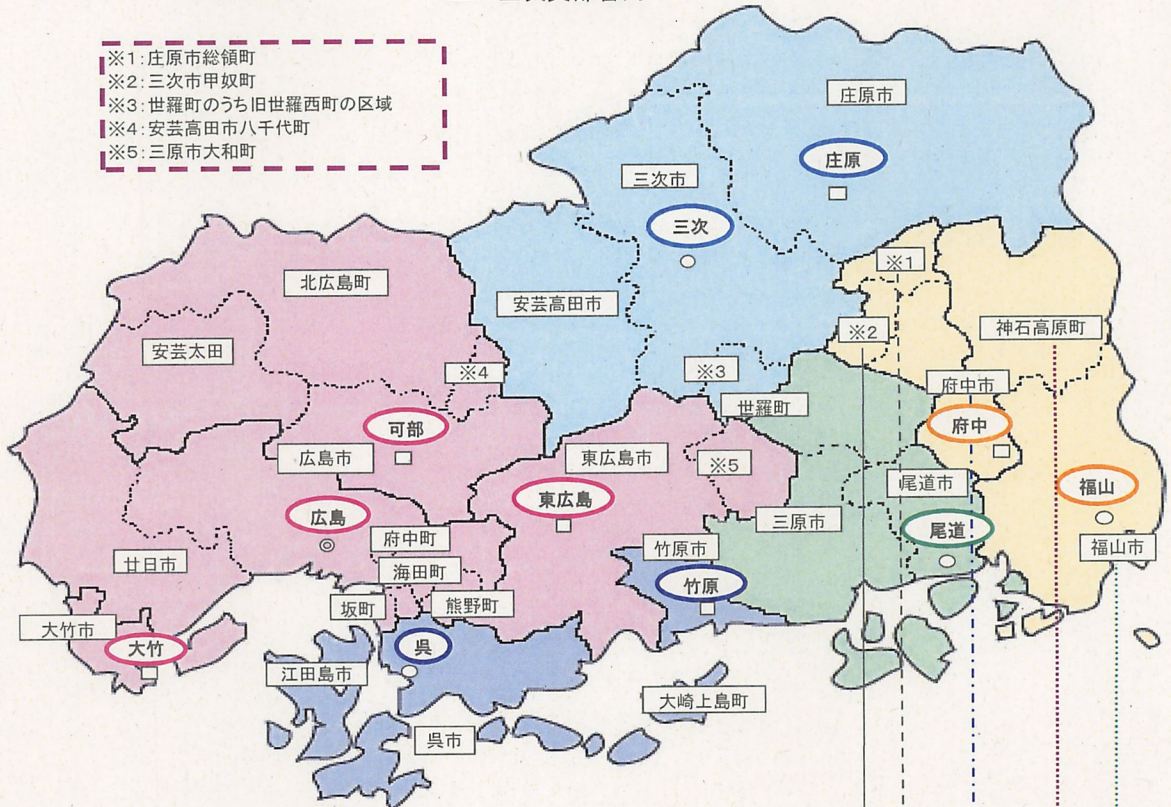 ※1:庄原市総領町
※2:三次市甲奴町
※3:世羅町のうち旧世羅西町の区域
※4:安芸高田市八千代町
※5:三原市大和町
庄原市
庄原
三次市
三次
※1
北広島町
安芸高田市
安芸太田
※2
神石高原町
※4
※3
府中市
世羅町
可部
府中
広島市
東広島市
※5
尾道市
福山
東広島
広島
三原市
尾道
府中町
竹原市
福山市
廿日市
海田町
竹原
坂町
熊野町
大竹市
大竹
呉
江田島市
大崎上島町
呉市